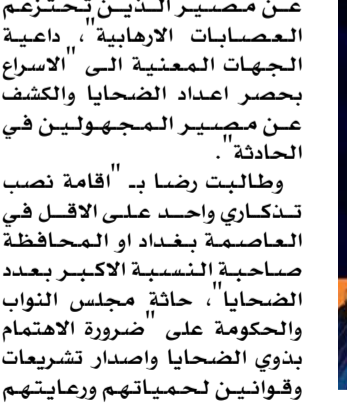 عن مصير الذين تحتزعم
العصابات الارهابية"، داعية
الجهات المعنية الى "الاسراع
بحصر اعداد الضحايا والكشف
عن مصير المجهولين في
الحادثة".
وطالبت رضا بـ "اقامة نصب
تذكاري واحد على الاقل في
العاصمة بغداد او المحافظة
صاحبة النسبة الاكبر بعدد
الضحايا"، حاثة مجلس النواب
والحكومة على "ضرورة الاهتمام
بذوي الضحايا واصدار تشريعات
وقوانين لحمياتهم ورعايتهم